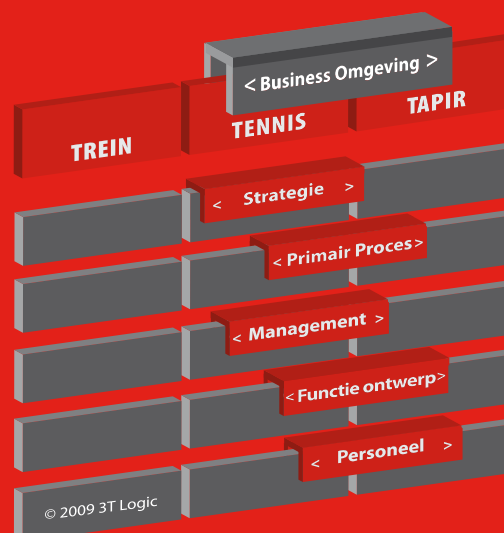 < Business Omgeving >
TREIN
TENNIS
TAPIR
< Strategie >
< Primair Proces >
< Management >
< Functie ontwerp >
< Personeel >
© 2009 3T Logic